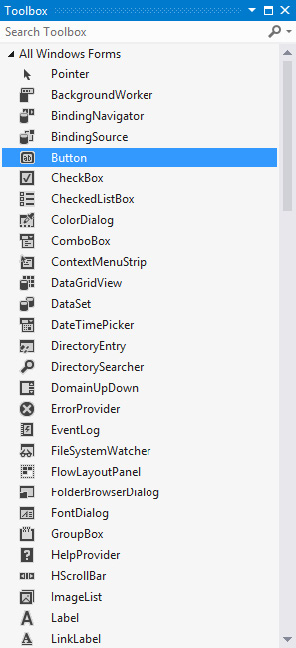 Toolbox
Search Toolbox
All Windows Forms
Pointer
BackgroundWorker
BindingNavigator
BindingSource
Button
CheckBox
CheckedListBox
ColorDialog
ComboBox
ContextMenuStrip
DataGridView
DataSet
DateTimePicker
DirectoryEntry
DirectorySearcher
DomainUpDown
ErrorProvider
EventLog
FileSystemWatcher
FlowLayoutPanel
FolderBrowserDialog
FontDialog
GroupBox
HelpProvider
HScrollBar
ImageList
Label
LinkLabel